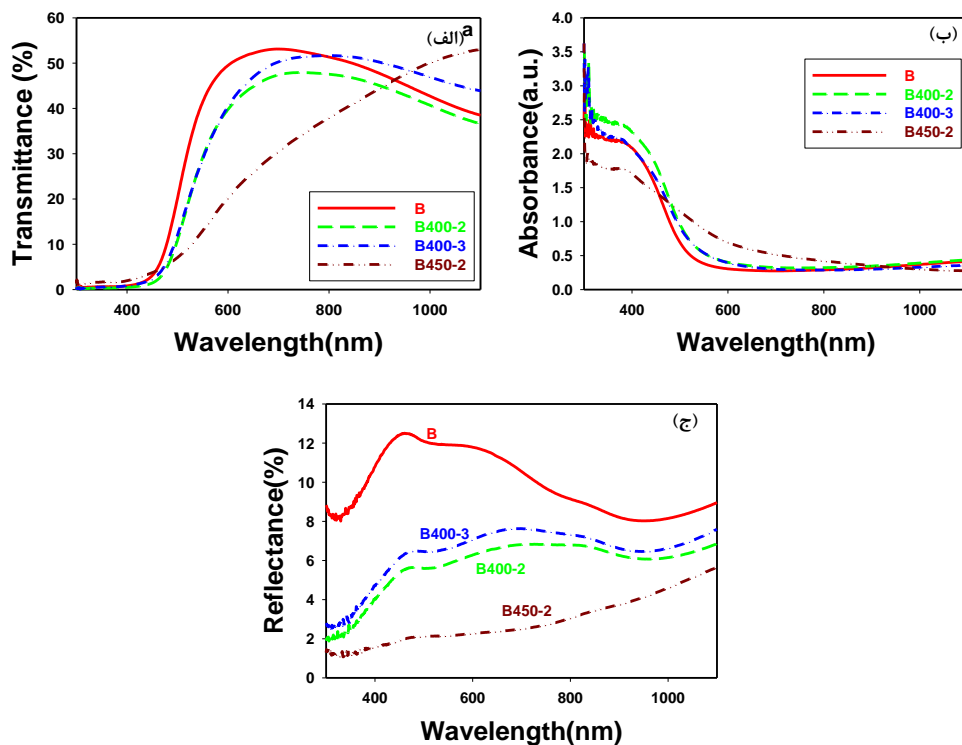 (الف)
a
Transmittance (%)
60
50
40
30
20
10
0
400
600
800
1000
Wavelength(nm)
B
B400-2
B400-3
B450-2
(ب)
Absorbance(a.u.)
4.0
3.5
3.0
2.5
2.0
1.5
1.0
0.5
0.0
400
600
800
1000
Wavelength(nm)
B
B400-2
B400-3
B450-2
(ج)
Reflectance(%)
14
12
10
8
6
4
2
0
400
600
800
1000
Wavelength(nm)
B
B400-3
B400-2
B450-2